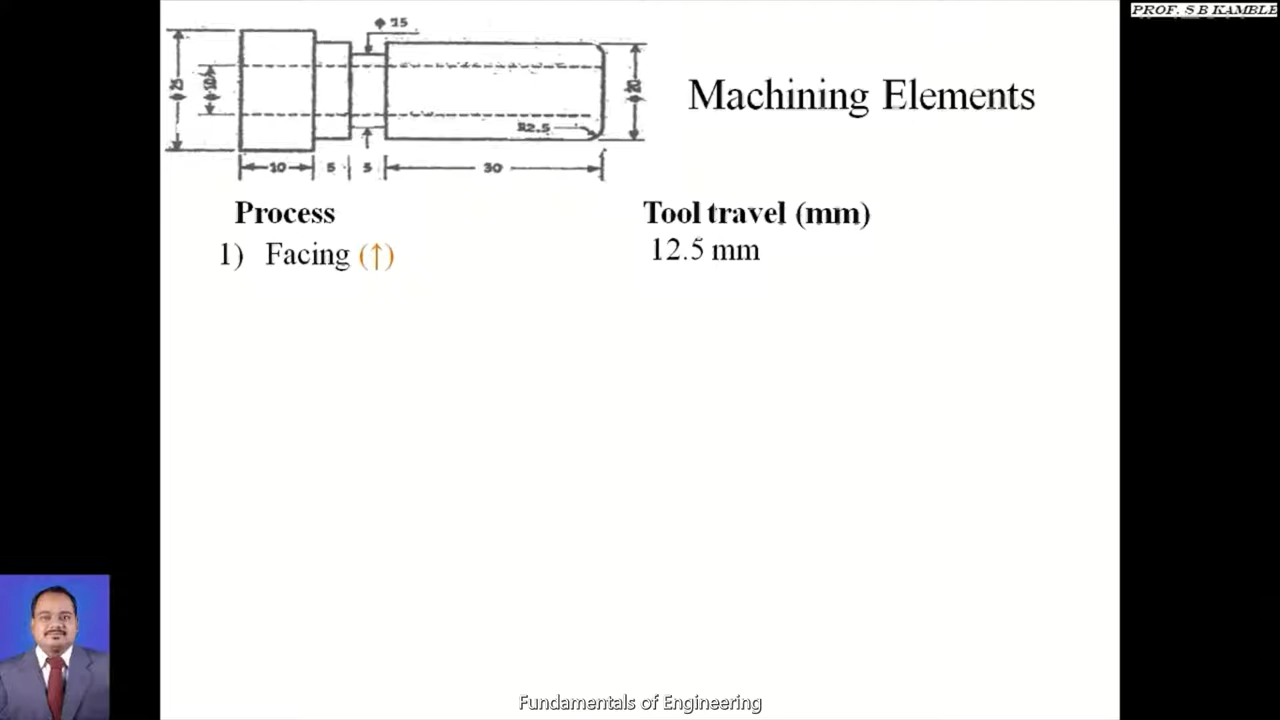 PROF. S B KAMBLE
ϕ 15
ϕ 25
ϕ 10
ϕ 20
R2.5
10 5 5 30
Machining Elements
Process Tool travel (mm)
1) Facing (↑) 12.5 mm
Fundamentals of Engineering